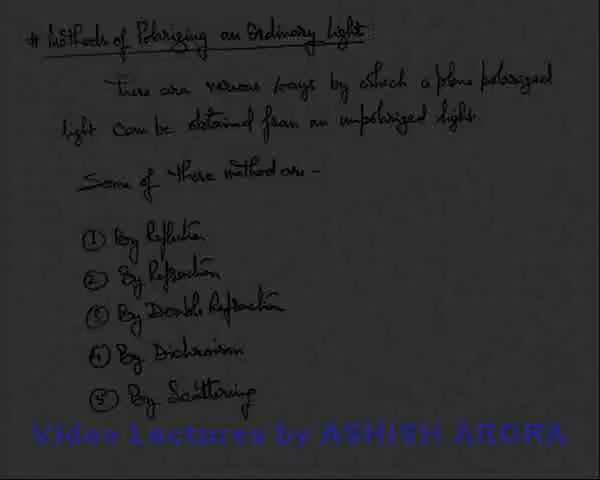 # Methods of Polarizing an Ordinary Light
There are various ways by which a plane polarized
light can be obtained from an unpolarized light
Some of these method are -
① By Reflection
② By Refraction
③ By Double Refraction
④ By Dichroism
⑤ By Scattering
Video Lectures by ASHISH ARORA